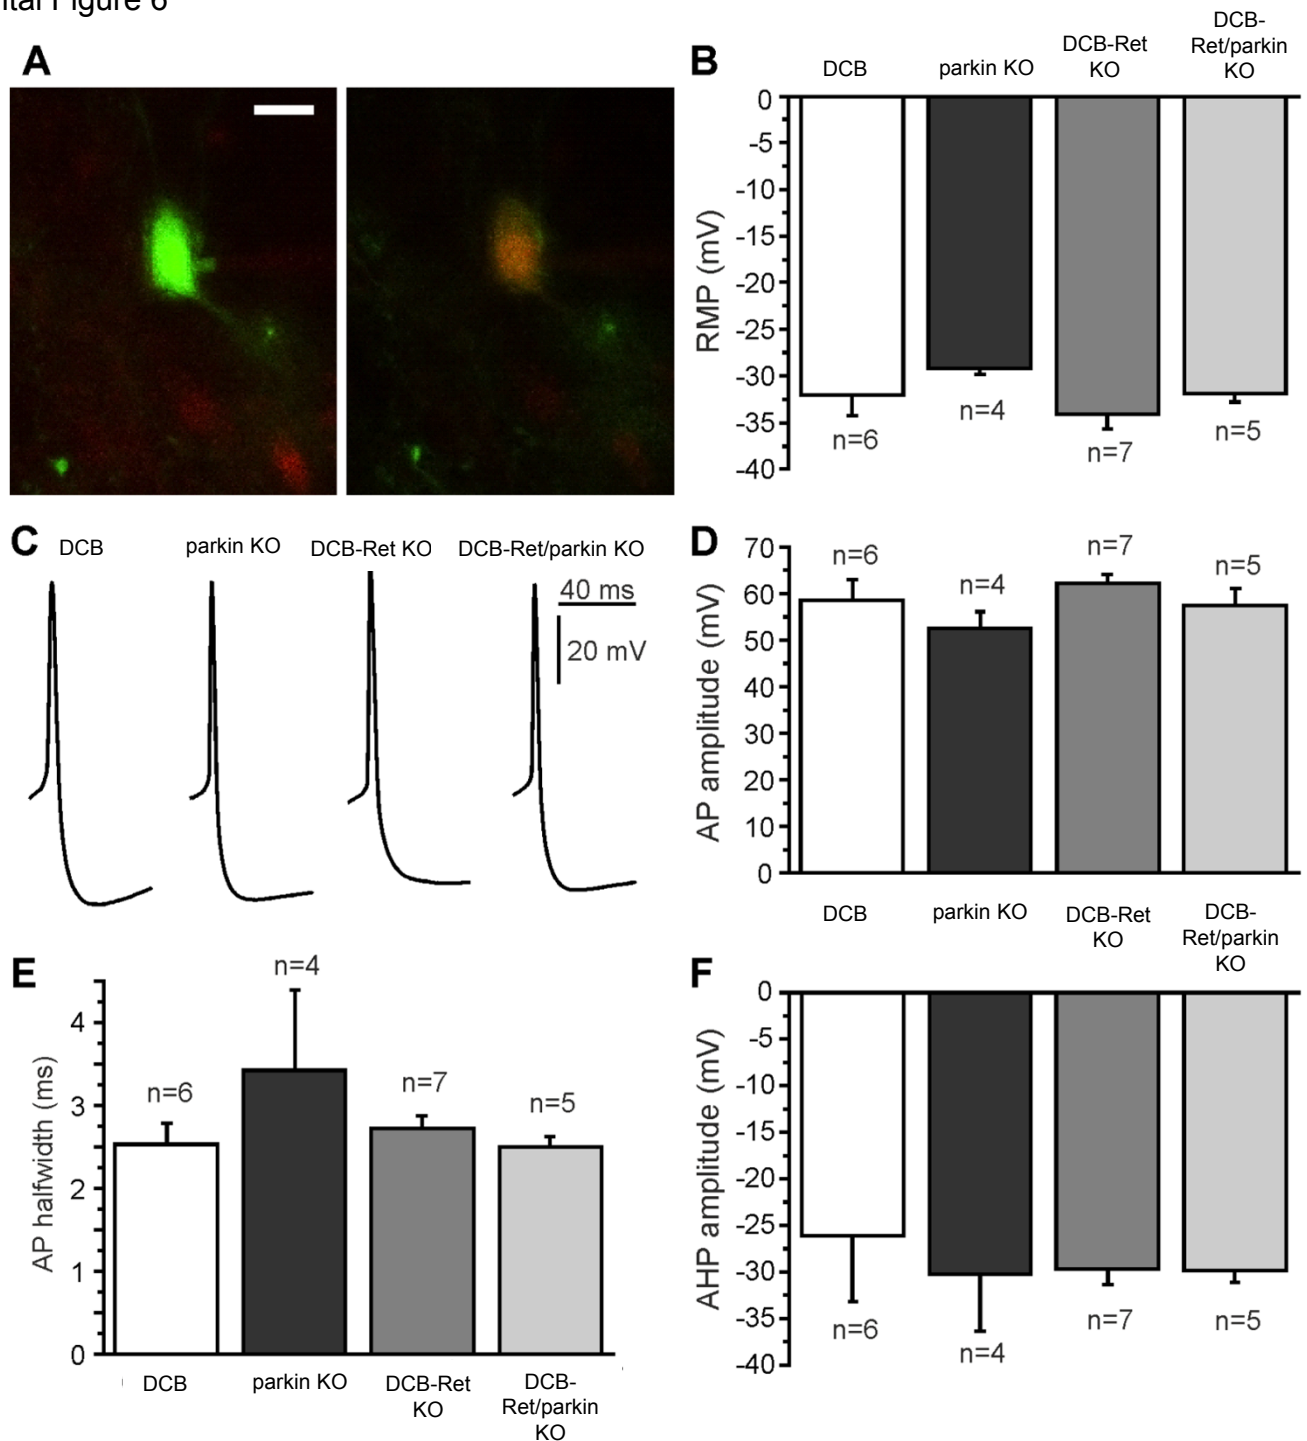 ital Figure 6
A
B
DCB
parkin KO
DCB-Ret
KO
DCB-
Ret/parkin
KO
0
-5
-10
-15
-20
-25
-30
-35
-40
RMP (mV)
n=6
n=4
n=7
n=5
C
DCB
parkin KO
DCB-Ret KO
DCB-Ret/parkin KO
40 ms
20 mV
D
70
60
50
40
30
20
10
0
AP amplitude (mV)
n=6
n=4
n=7
n=5
DCB
parkin KO
DCB-Ret
KO
DCB-
Ret/parkin
KO
E
4
3
2
1
0
AP halfwidth (ms)
n=6
n=4
n=7
n=5
DCB
parkin KO
DCB-Ret
KO
DCB-
Ret/parkin
KO
F
0
-5
-10
-15
-20
-25
-30
-35
-40
AHP amplitude (mV)
n=6
n=4
n=7
n=5